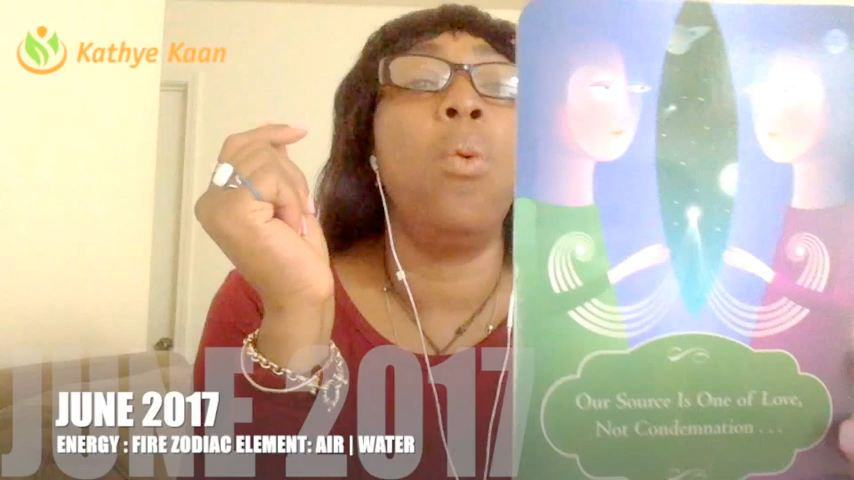 Kathye Kaan
Our Source Is One of Love,
Not Condemnation . . .
JUNE 2017
JUNE 2017
ENERGY : FIRE ZODIAC ELEMENT: AIR | WATER